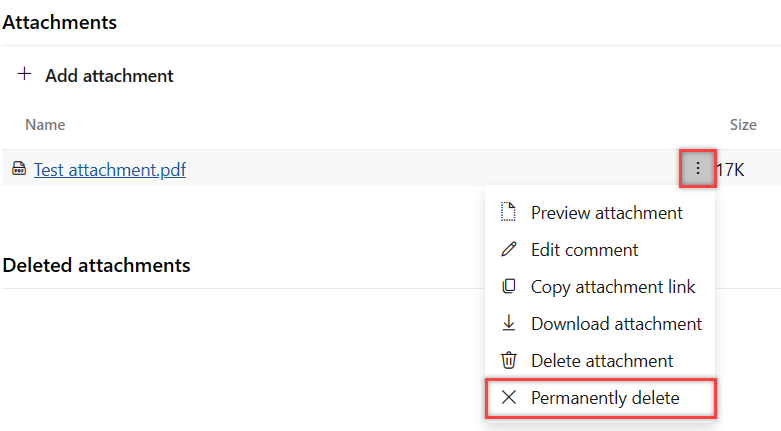 Attachments
+ Add attachment
Name Size
PDF Test attachment.pdf 17K
Preview attachment
Edit comment
Deleted attachments
Copy attachment link
Download attachment
Delete attachment
Permanently delete